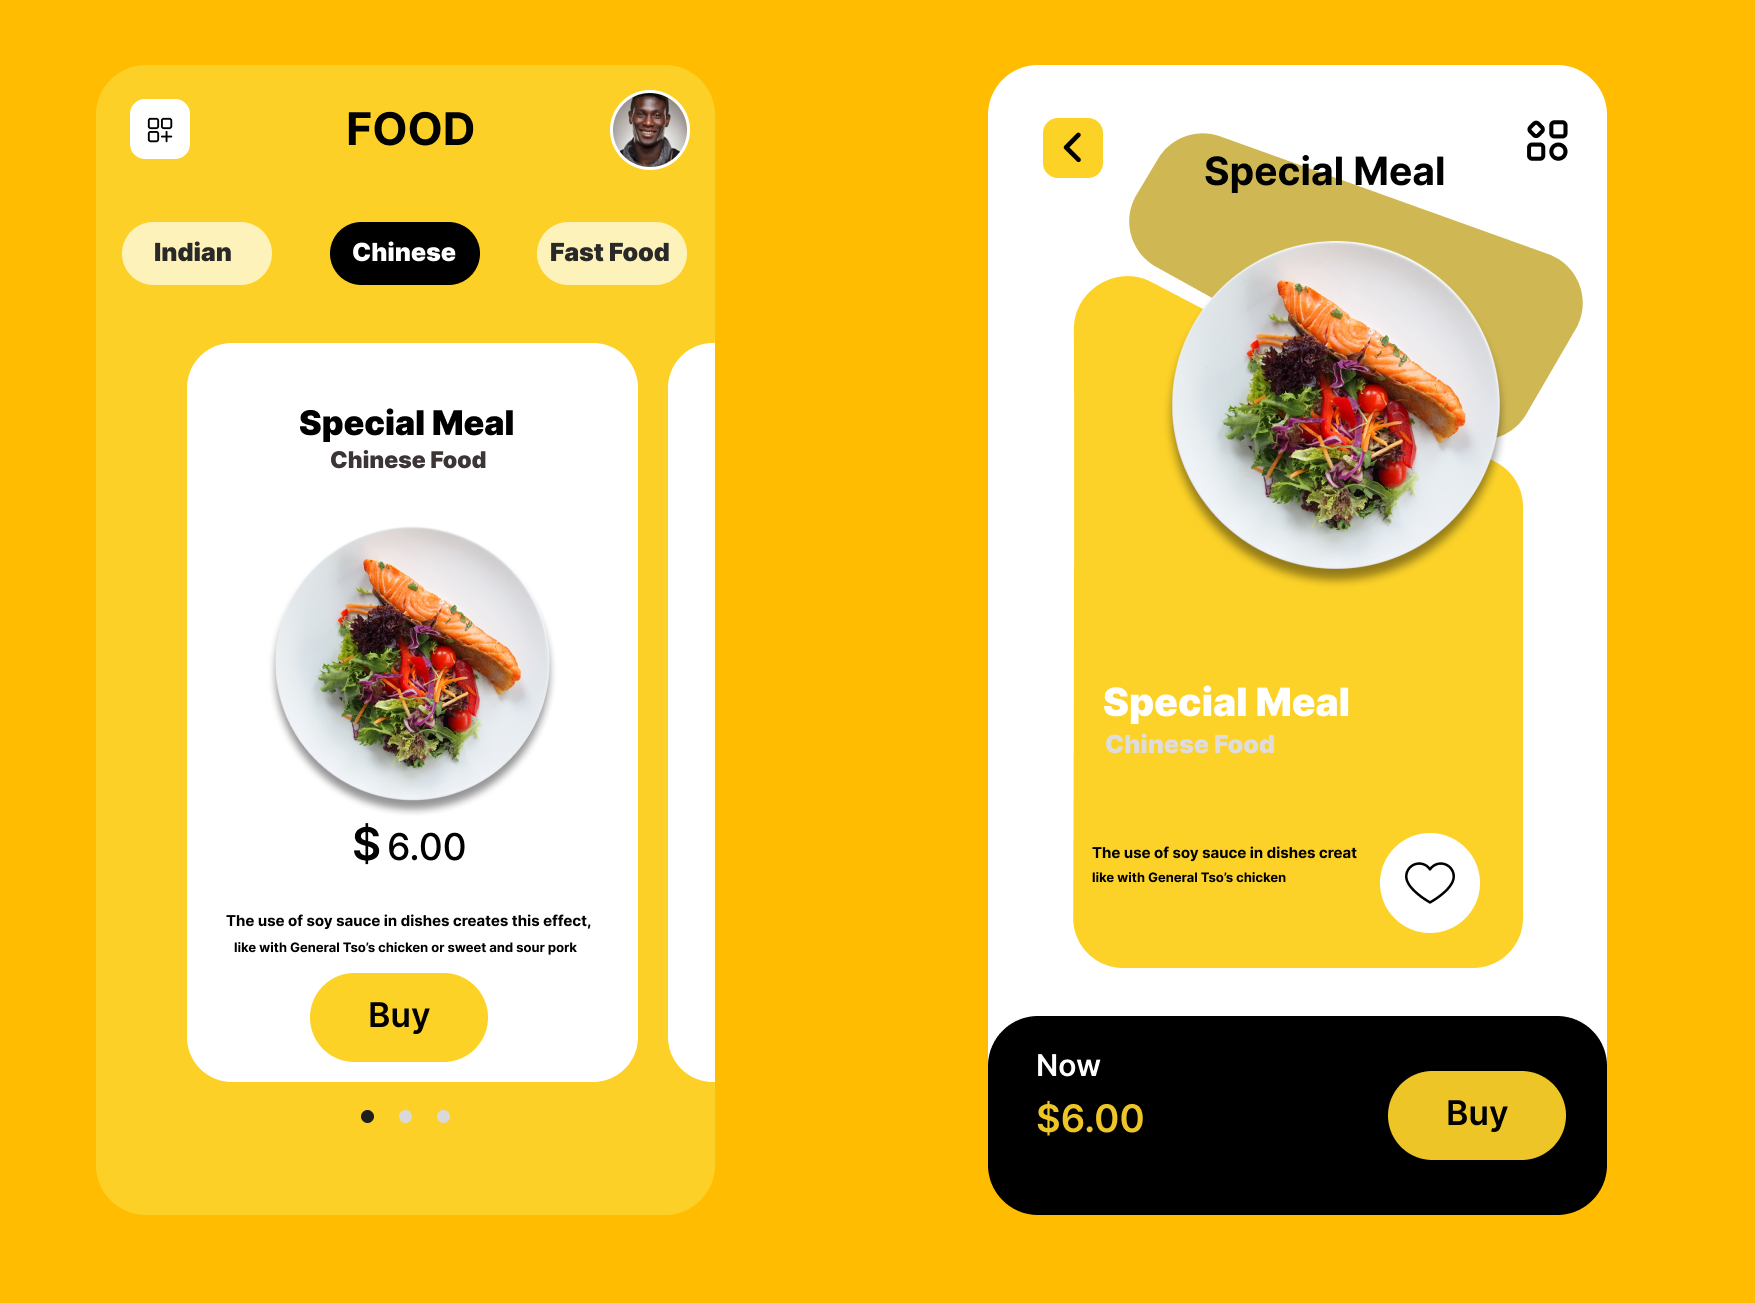 FOOD
Indian
Chinese
Fast Food
Special Meal
Chinese Food
$ 6.00
The use of soy sauce in dishes creates this effect,
like with General Tso's chicken or sweet and sour pork
Buy
Special Meal
Special Meal
Chinese Food
The use of soy sauce in dishes creat
like with General Tso's chicken
Now
$6.00
Buy